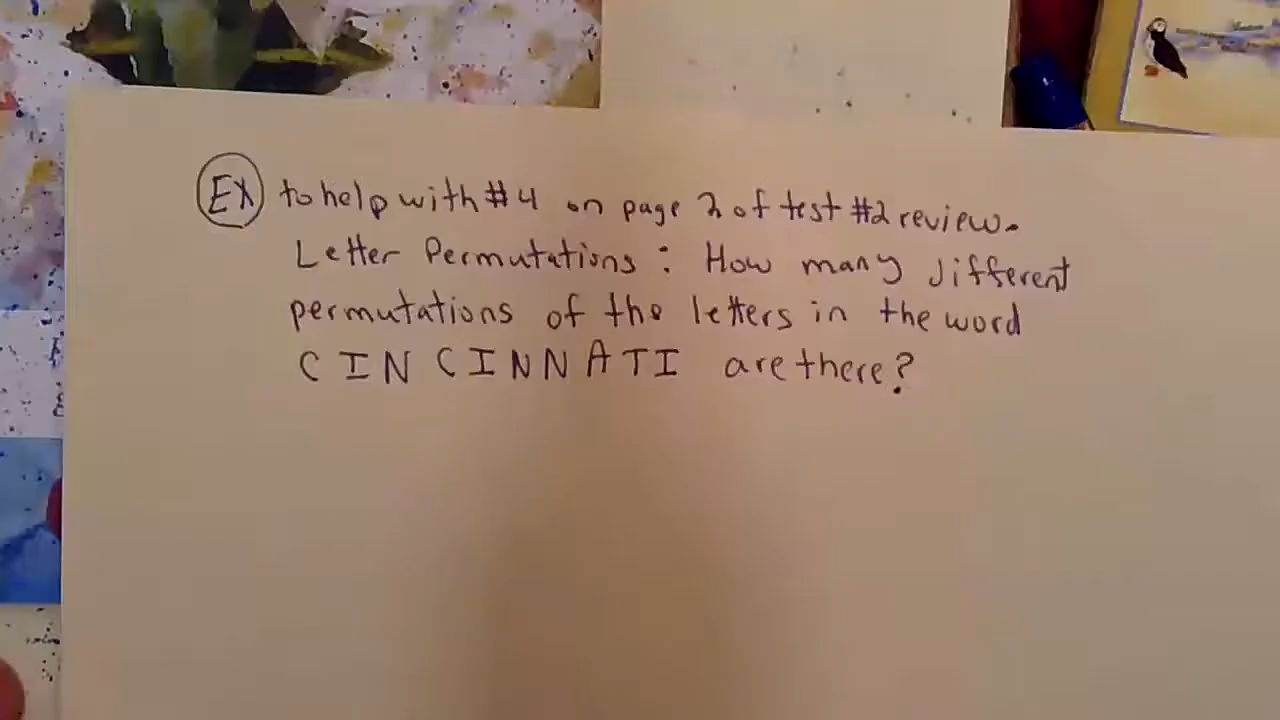 EX to help with #4 on page 2 of test #2 review.
Letter Permutations: How many different
permutations of the letters in the word
CINCINNATI are there?